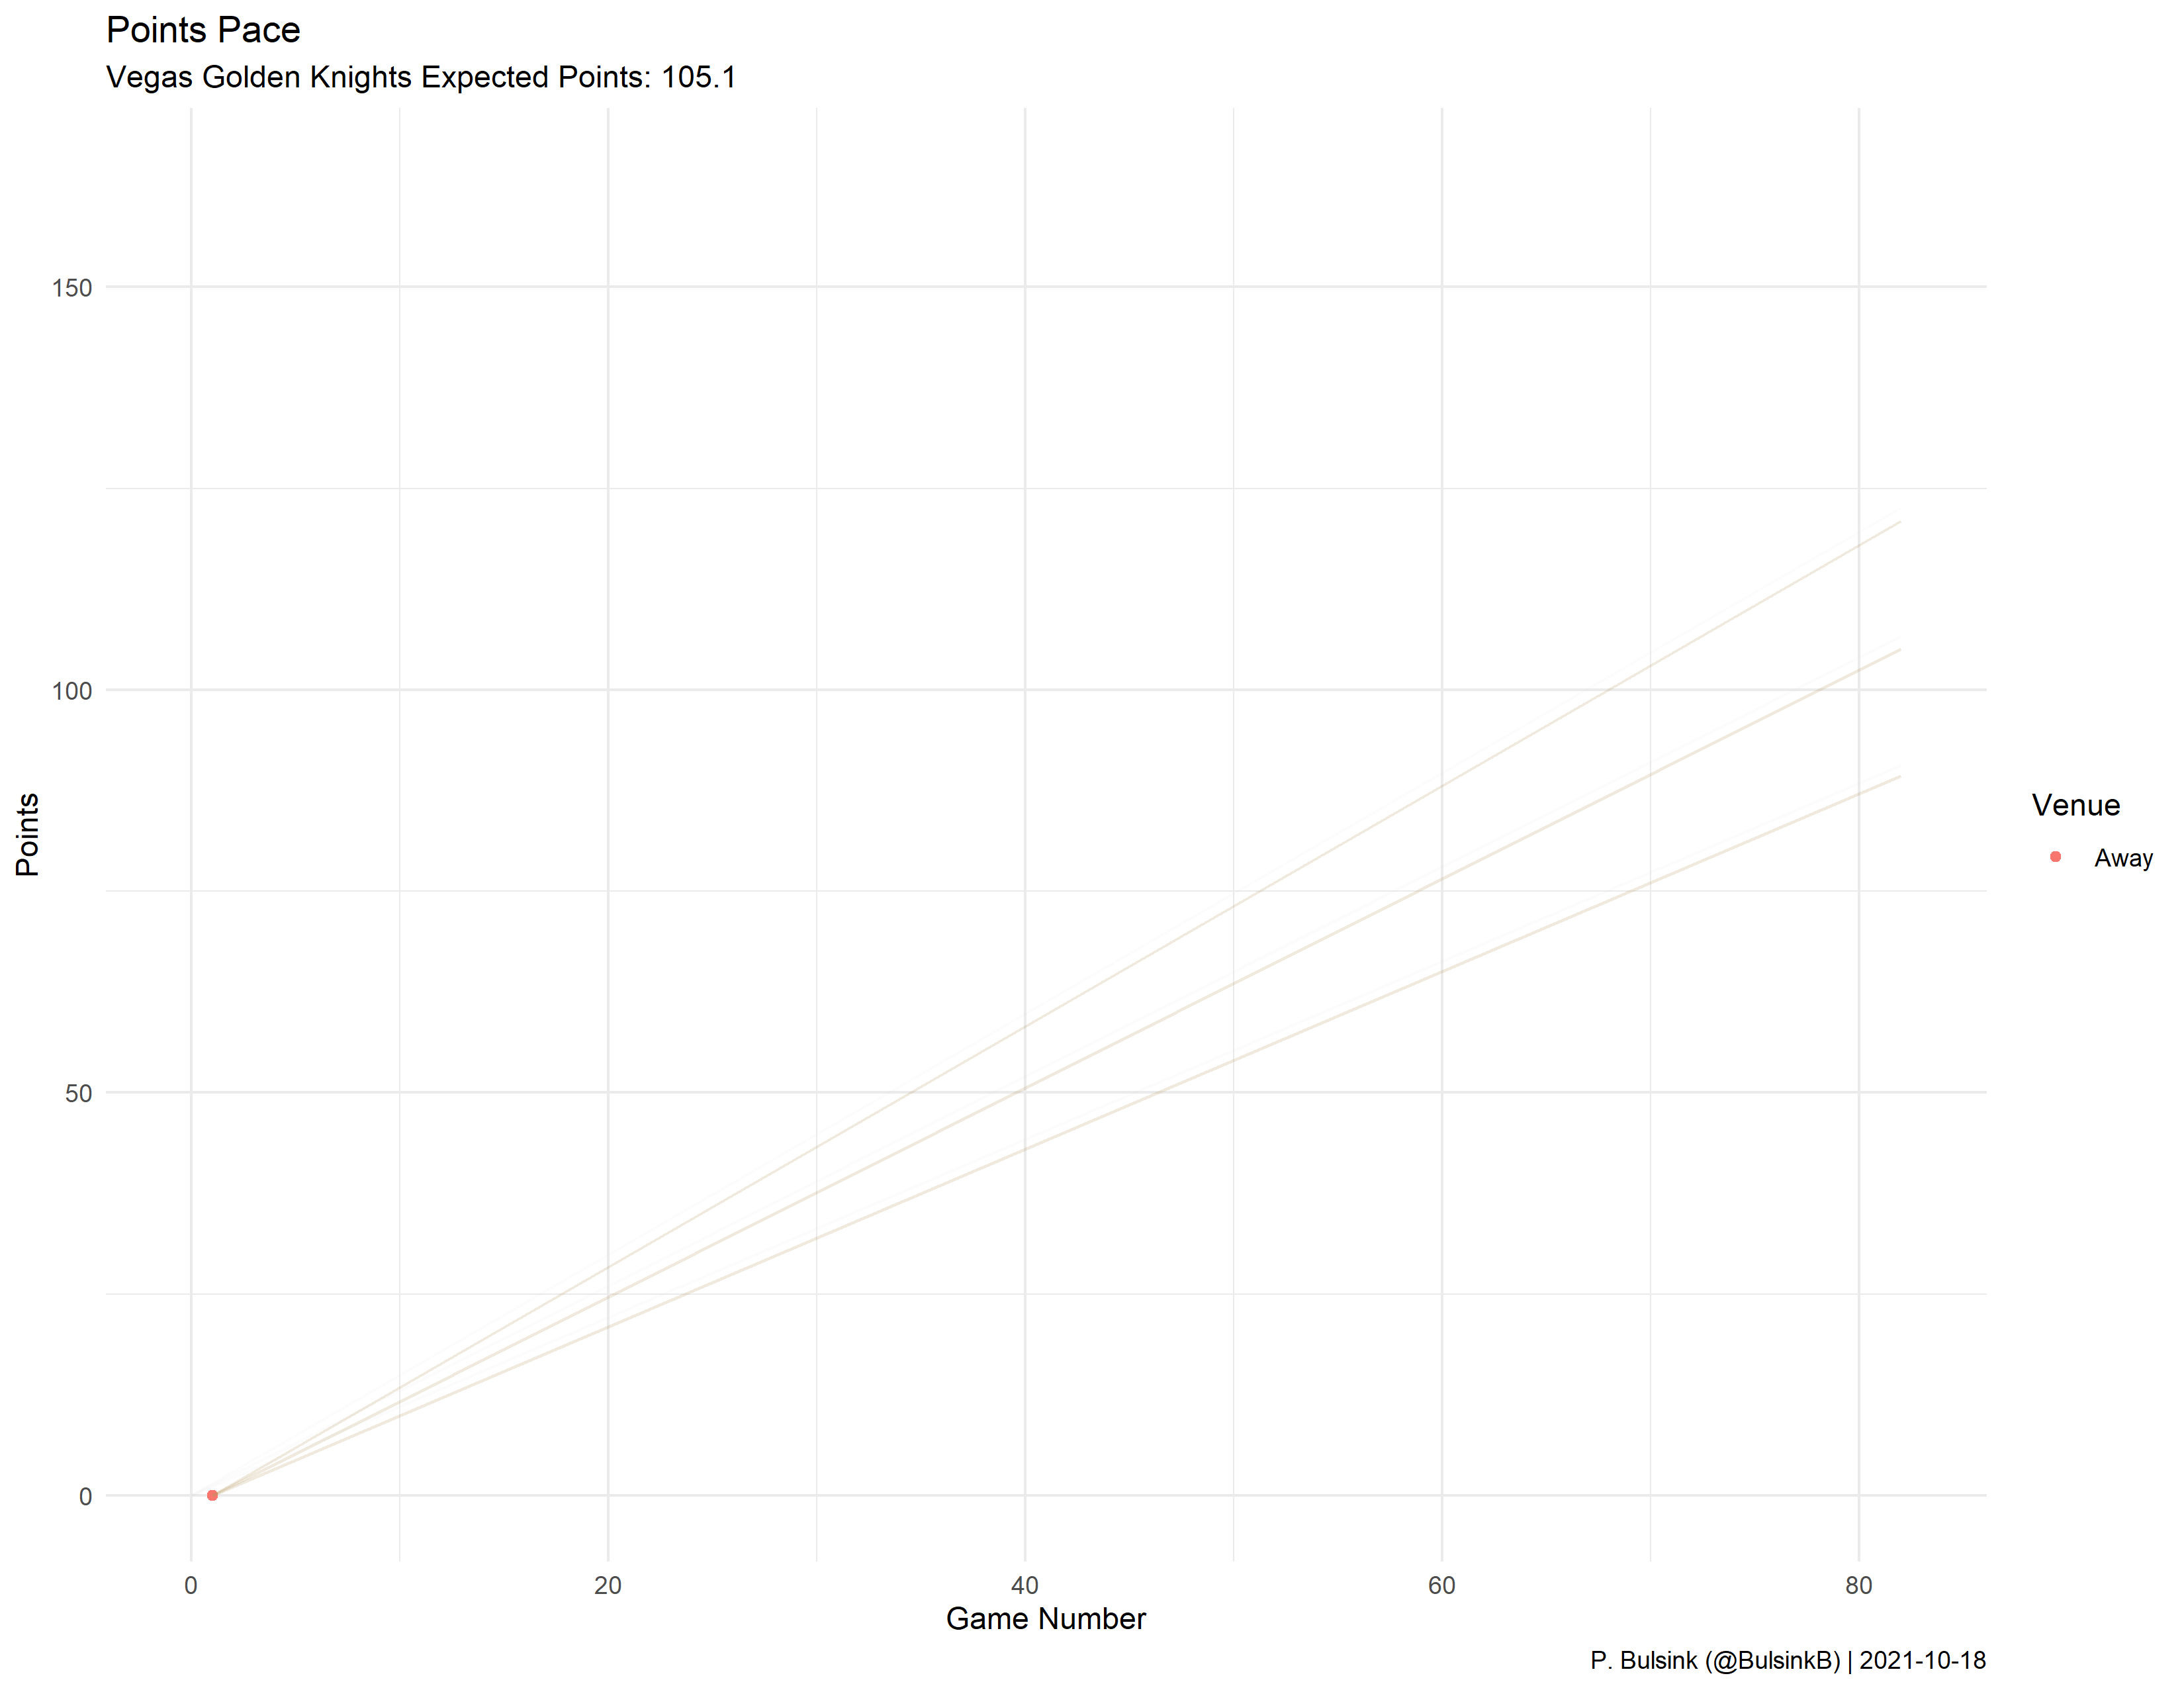 Points Pace
Vegas Golden Knights Expected Points: 105.1
150
100
50
0
Points
0 20 40 60 80
Game Number
Venue
Away
P. Bulsink (@BulsinkB) | 2021-10-18